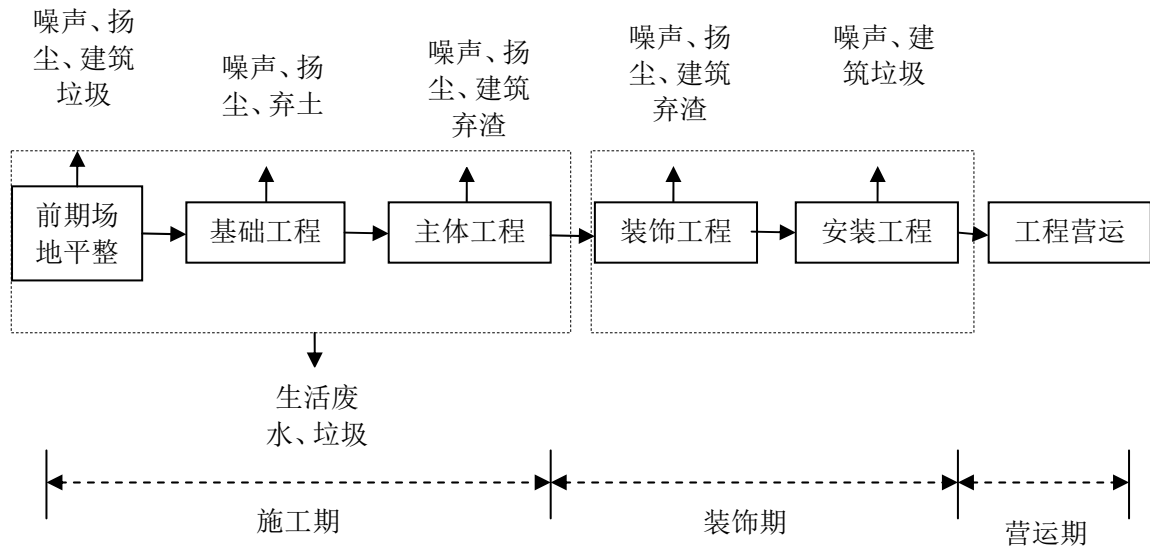 噪声、扬
尘、建筑
垃圾
噪声、扬
尘、弃土
噪声、扬
尘、建筑
弃渣
噪声、扬
尘、建筑
弃渣
噪声、建
筑垃圾
前期场
地平整
基础工程
主体工程
装饰工程
安装工程
工程营运
生活废
水、垃圾
施工期
装饰期
营运期